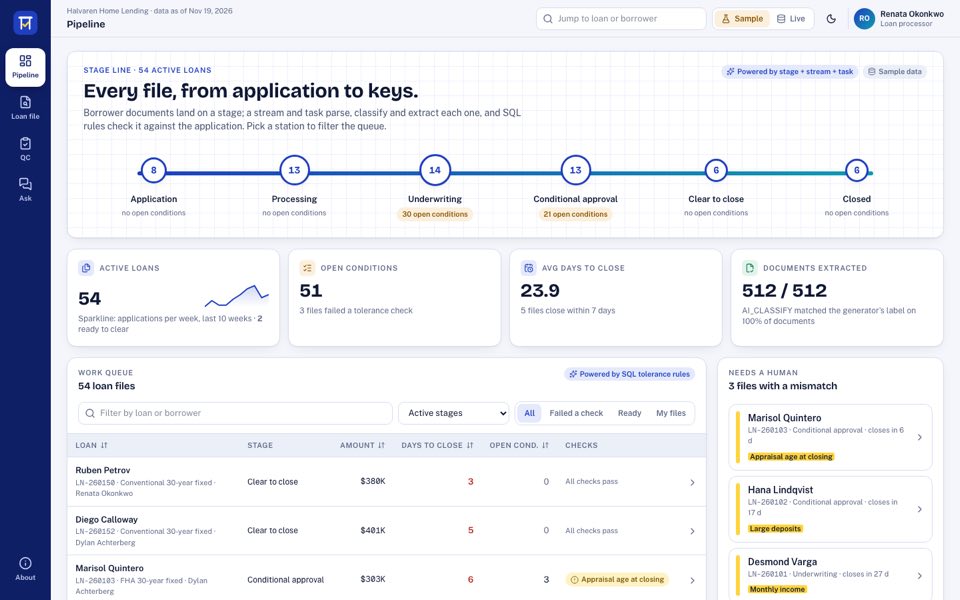 Halvaren Home Lending · data as of Nov 19, 2026
Pipeline
Jump to loan or borrower
Sample
Live
RO
Renata Okonkwo
Loan processor
Pipeline
Loan file
QC
Ask
About
STAGE LINE · 54 ACTIVE LOANS
Powered by stage + stream + task
Sample data
Every file, from application to keys.
Borrower documents land on a stage; a stream and task parse, classify and extract each one, and SQL
rules check it against the application. Pick a station to filter the queue.
8
13
14
13
6
6
Application
Processing
Underwriting
Conditional approval
Clear to close
Closed
no open conditions
no open conditions
30 open conditions
21 open conditions
no open conditions
no open conditions
ACTIVE LOANS
54
Sparkline: applications per week, last 10 weeks · 2
ready to clear
OPEN CONDITIONS
51
3 files failed a tolerance check
AVG DAYS TO CLOSE
23.9
5 files close within 7 days
DOCUMENTS EXTRACTED
512 / 512
AI_CLASSIFY matched the generator's label on
100% of documents
WORK QUEUE
54 loan files
Powered by SQL tolerance rules
Filter by loan or borrower
Active stages
All
Failed a check
Ready
My files
LOAN
STAGE
AMOUNT
DAYS TO CLOSE
OPEN COND.
CHECKS
Ruben Petrov
LN-260150 · Conventional 30-year fixed ·
Renata Okonkwo
Clear to close
$380K
3
0
All checks pass
Diego Calloway
LN-260152 · Conventional 30-year fixed ·
Dylan Achterberg
Clear to close
$401K
5
0
All checks pass
Marisol Quintero
LN-260103 · FHA 30-year fixed · Dylan
Achterberg
Conditional approval
$303K
6
3
Appraisal age at closing
NEEDS A HUMAN
3 files with a mismatch
Marisol Quintero
LN-260103 · Conditional approval · closes in 6
d
Appraisal age at closing
Hana Lindqvist
LN-260102 · Conditional approval · closes in
17 d
Large deposits
Desmond Varga
LN-260101 · Underwriting · closes in 27 d
Monthly income